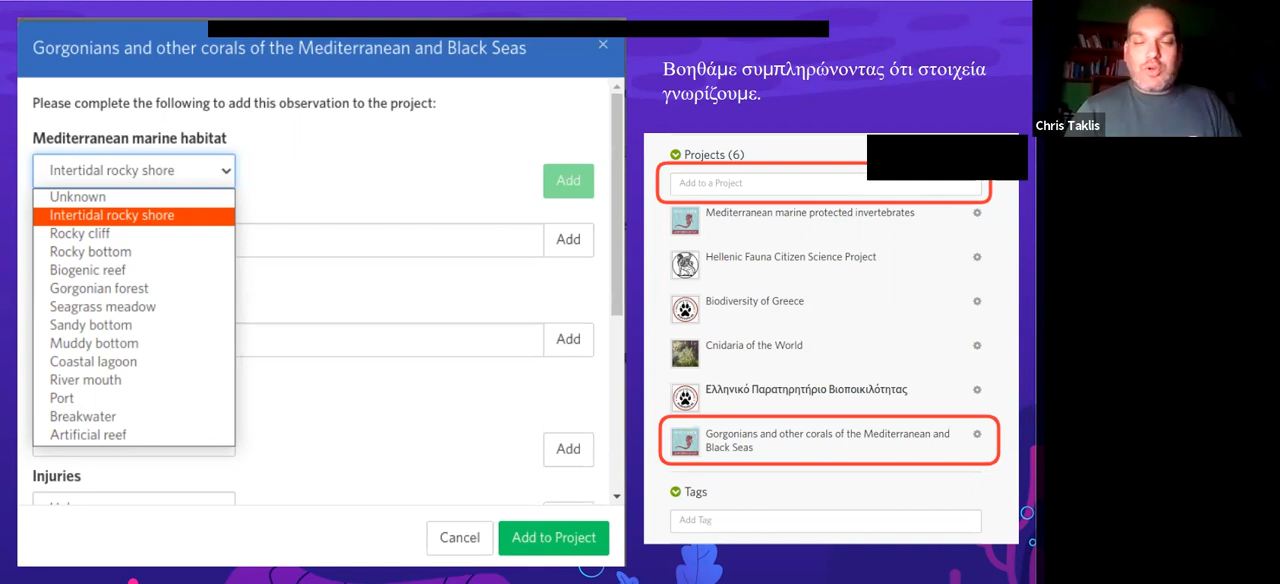 Gorgonians and other corals of the Mediterranean and Black Seas
×
Please complete the following to add this observation to the project:
Mediterranean marine habitat
Intertidal rocky shore
Add
Unknown
Intertidal rocky shore
Rocky cliff
Rocky bottom
Biogenic reef
Gorgonian forest
Seagrass meadow
Sandy bottom
Muddy bottom
Coastal lagoon
River mouth
Port
Breakwater
Artificial reef
Add
Add
Add
Injuries
Cancel
Add to Project
Βοηθάμε συμπληρώνοντας ότι στοιχεία
γνωρίζουμε.
Projects (6)
Add to a Project
Mediterranean marine protected invertebrates
Hellenic Fauna Citizen Science Project
Biodiversity of Greece
Cnidaria of the World
Ελληνικό Παρατηρητήριο Βιοποικιλότητας
Gorgonians and other corals of the Mediterranean and
Black Seas
Tags
Add Tag
Chris Taklis